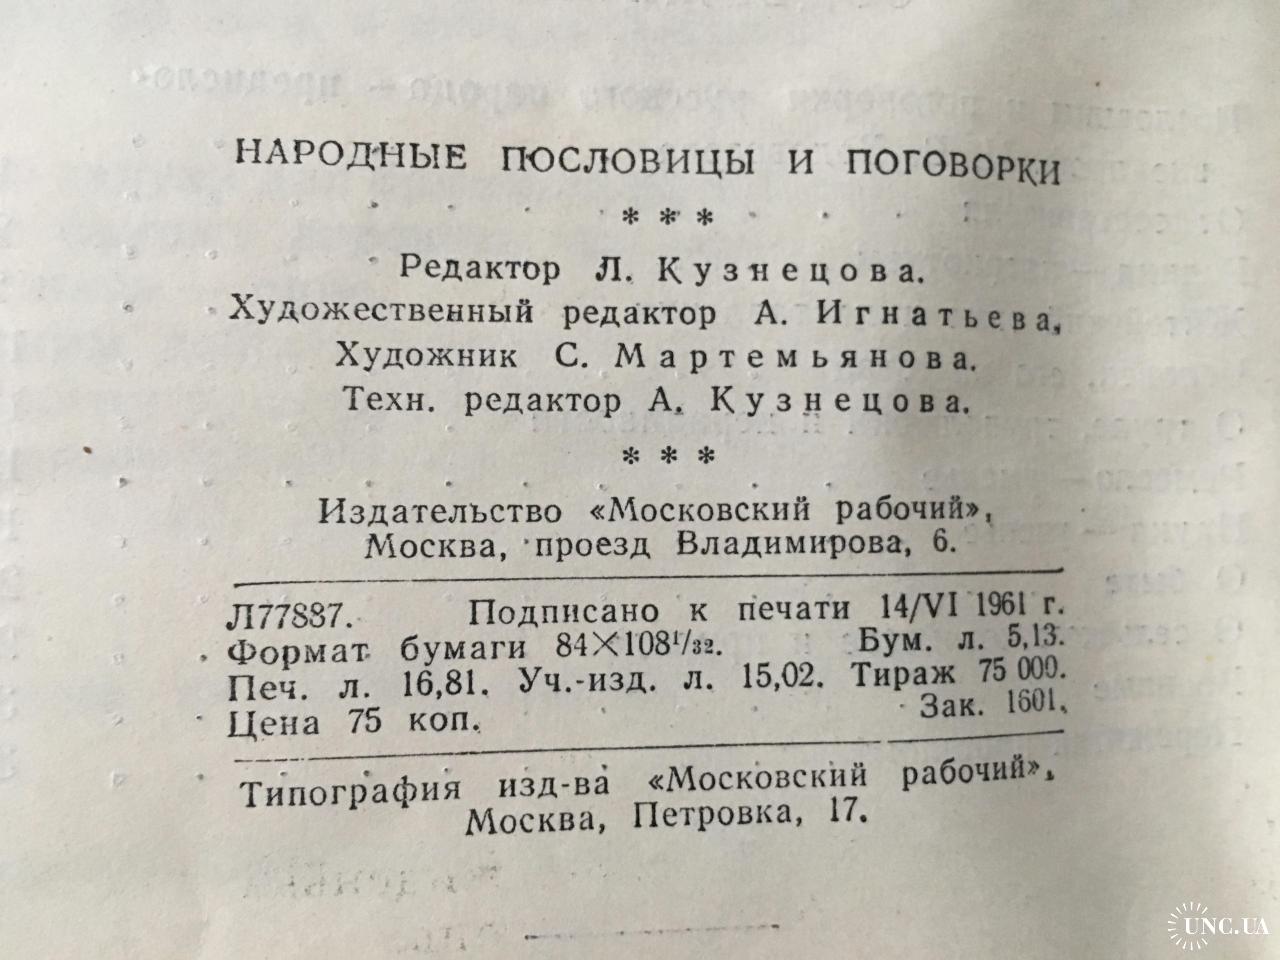 НАРОДНЫЕ ПОСЛОВИЦЫ И ПОГОВОРКИ
* * *
Редактор Л. Кузнецова.
Художественный редактор А. Игнатьева,
Художник С. Мартемьянова.
Техн. редактор А. Кузнецова.
* * *
Издательство «Московский рабочий»,
Москва, проезд Владимирова, 6.
Л77887. Подписано к печати 14/VI 1961 г.
Формат бумаги 84×108¹/₃₂. Бум. л. 5,13.
Печ. л. 16,81. Уч.-изд. л. 15,02. Тираж 75 000.
Цена 75 коп. Зак. 1601.
Типография изд-ва «Московский рабочий»,
Москва, Петровка, 17.
UNC.UA